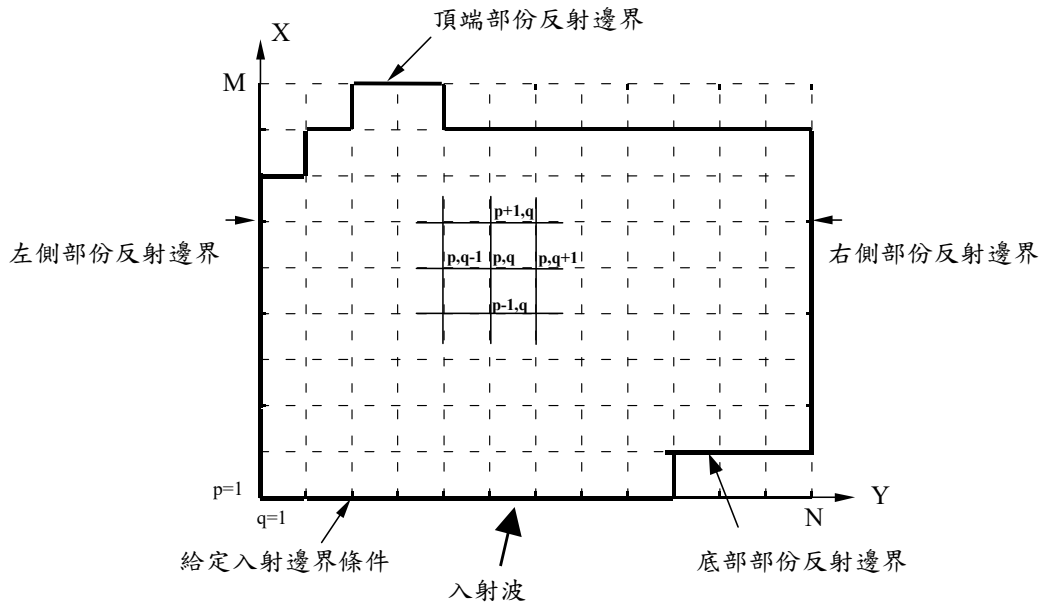 頂端部份反射邊界
X
M
p+1,q
左側部份反射邊界
p,q-1 p,q p,q+1
右側部份反射邊界
p-1,q
p=1
q=1
N
Y
給定入射邊界條件
入射波
底部部份反射邊界